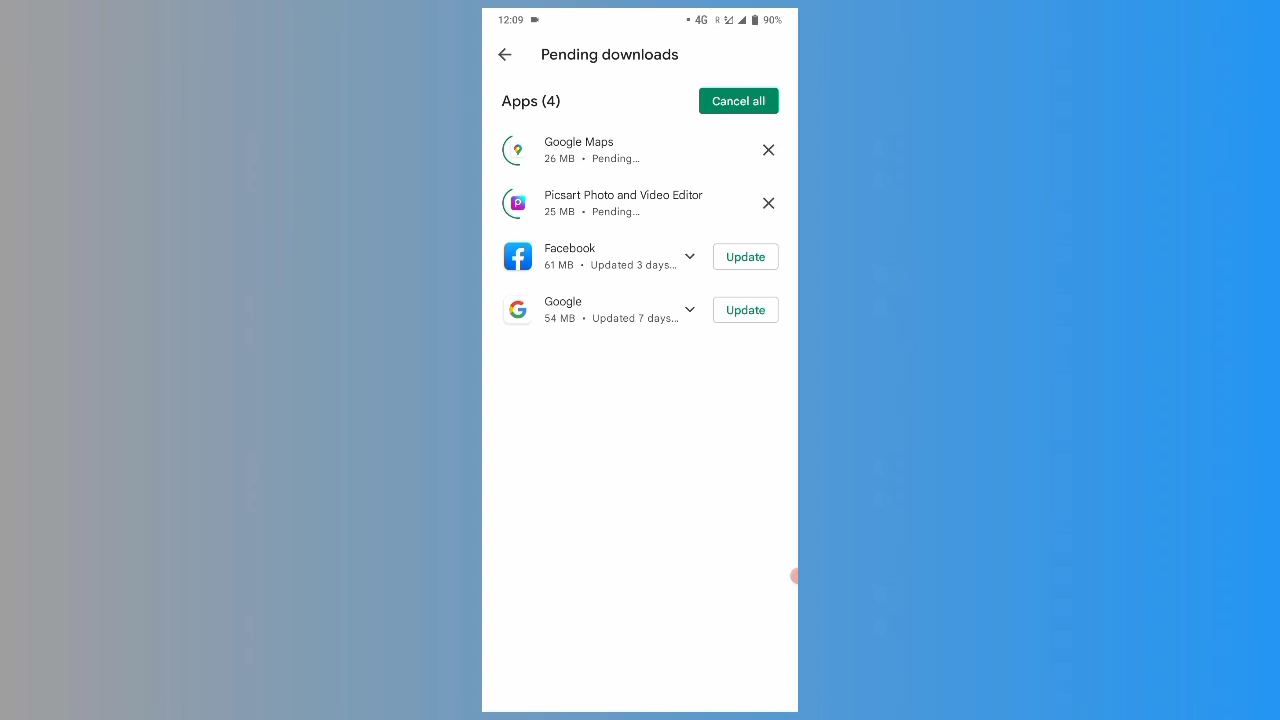 12:09 4G R 90%
Pending downloads
Apps (4) Cancel all
Google Maps
26 MB • Pending...
Picsart Photo and Video Editor
25 MB • Pending...
Facebook
61 MB • Updated 3 days... Update
Google
54 MB • Updated 7 days... Update